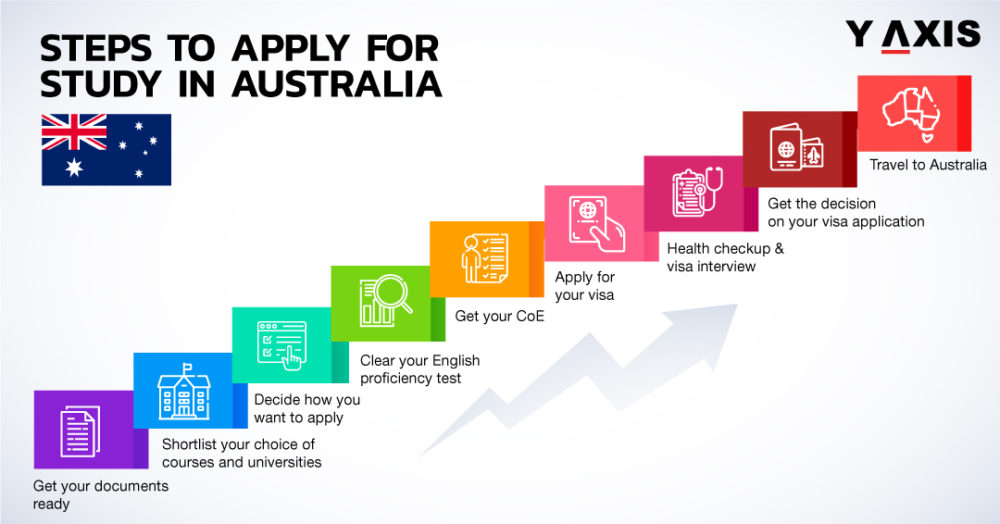 STEPS TO APPLY FOR
STUDY IN AUSTRALIA
Y AXIS
Get your documents
ready
Shortlist your choice of
courses and universities
Decide how you
want to apply
Clear your English
proficiency test
Get your CoE
Apply for
your visa
Health checkup &
visa interview
Get the decision
on your visa application
Travel to Australia